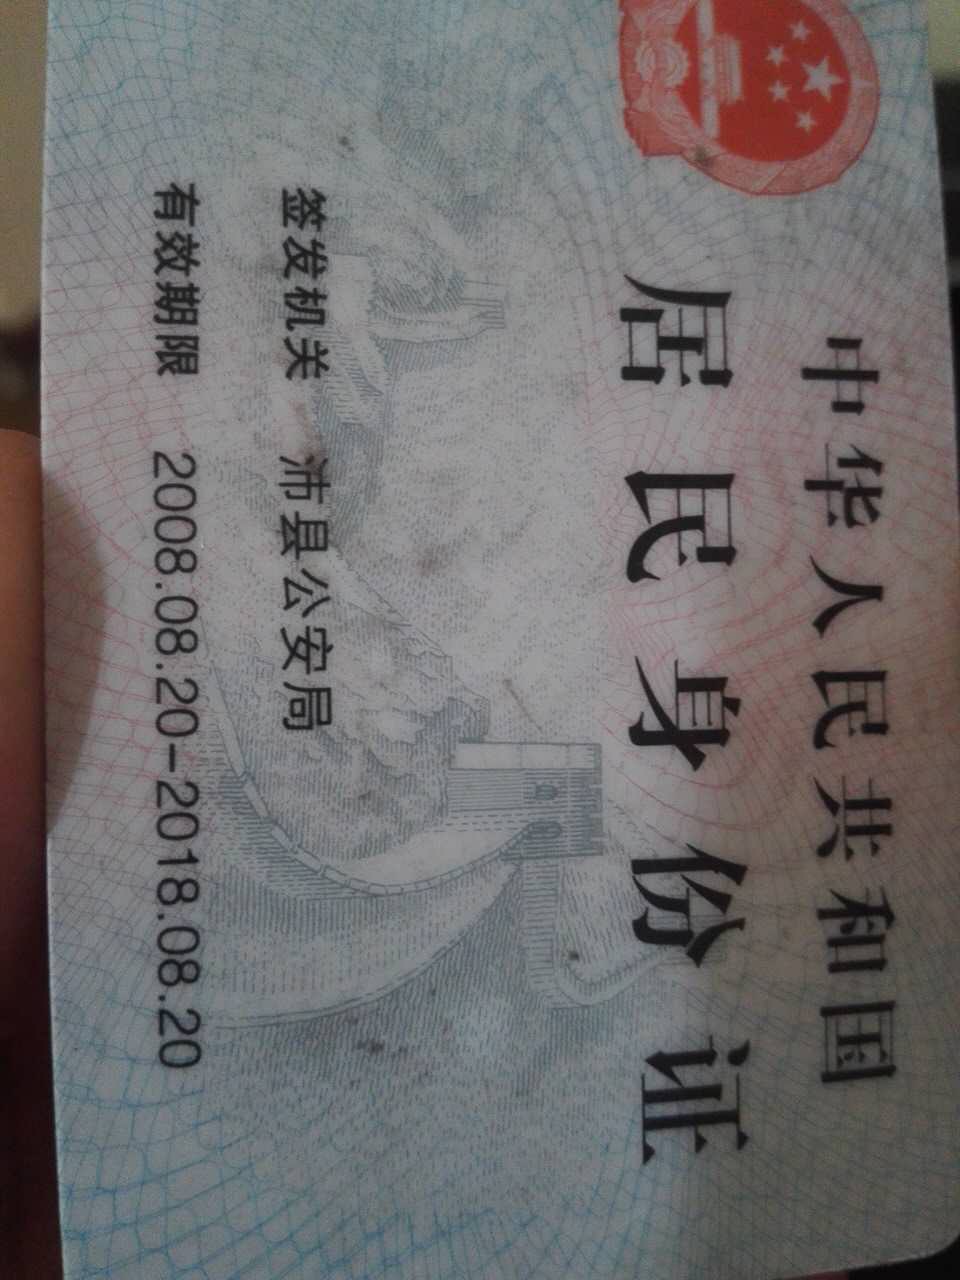 中华人民共和国
居民身份证
签发机关 沛县公安局
有效期限 2008.08.20-2018.08.20